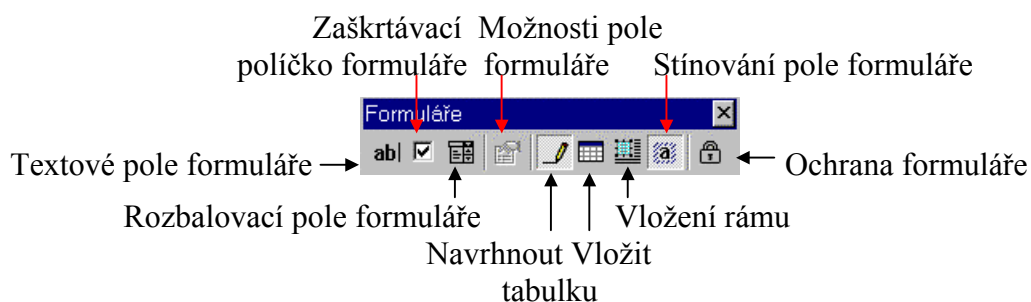 Zaškrtávací Možnosti pole
políčko formuláře formuláře Stínování pole formuláře
Formuláře
ab
a
Textové pole formuláře
Ochrana formuláře
Rozbalovací pole formuláře Vložení rámu
Navrhnout Vložit
tabulku